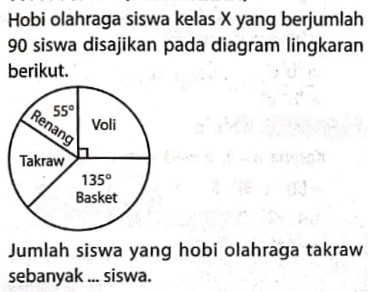 Hobi olahraga siswa kelas X yang berjumlah
90 siswa disajikan pada diagram lingkaran
berikut.
55°
Renang
Voli
Takraw
135°
Basket
Jumlah siswa yang hobi olahraga takraw
sebanyak ... siswa.